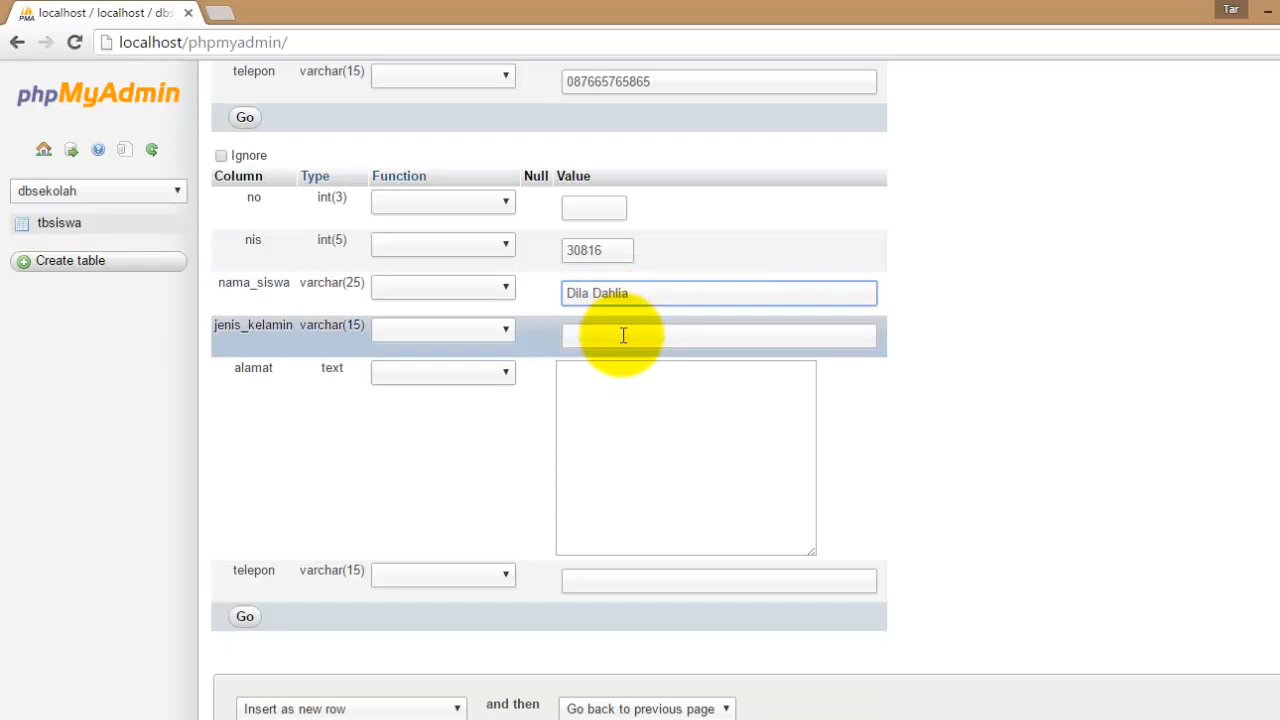 localhost / localhost / dbs
Tar
localhost/phpmyadmin/
phpMyAdmin
dbsekolah
tbsiswa
Create table
telepon varchar(15) 087665765865
Go
Ignore
Column Type Function Null Value
no int(3)
nis int(5) 30816
nama_siswa varchar(25) Dila Dahlia
jenis_kelamin varchar(15)
alamat text
telepon varchar(15)
Go
Insert as new row and then Go back to previous page